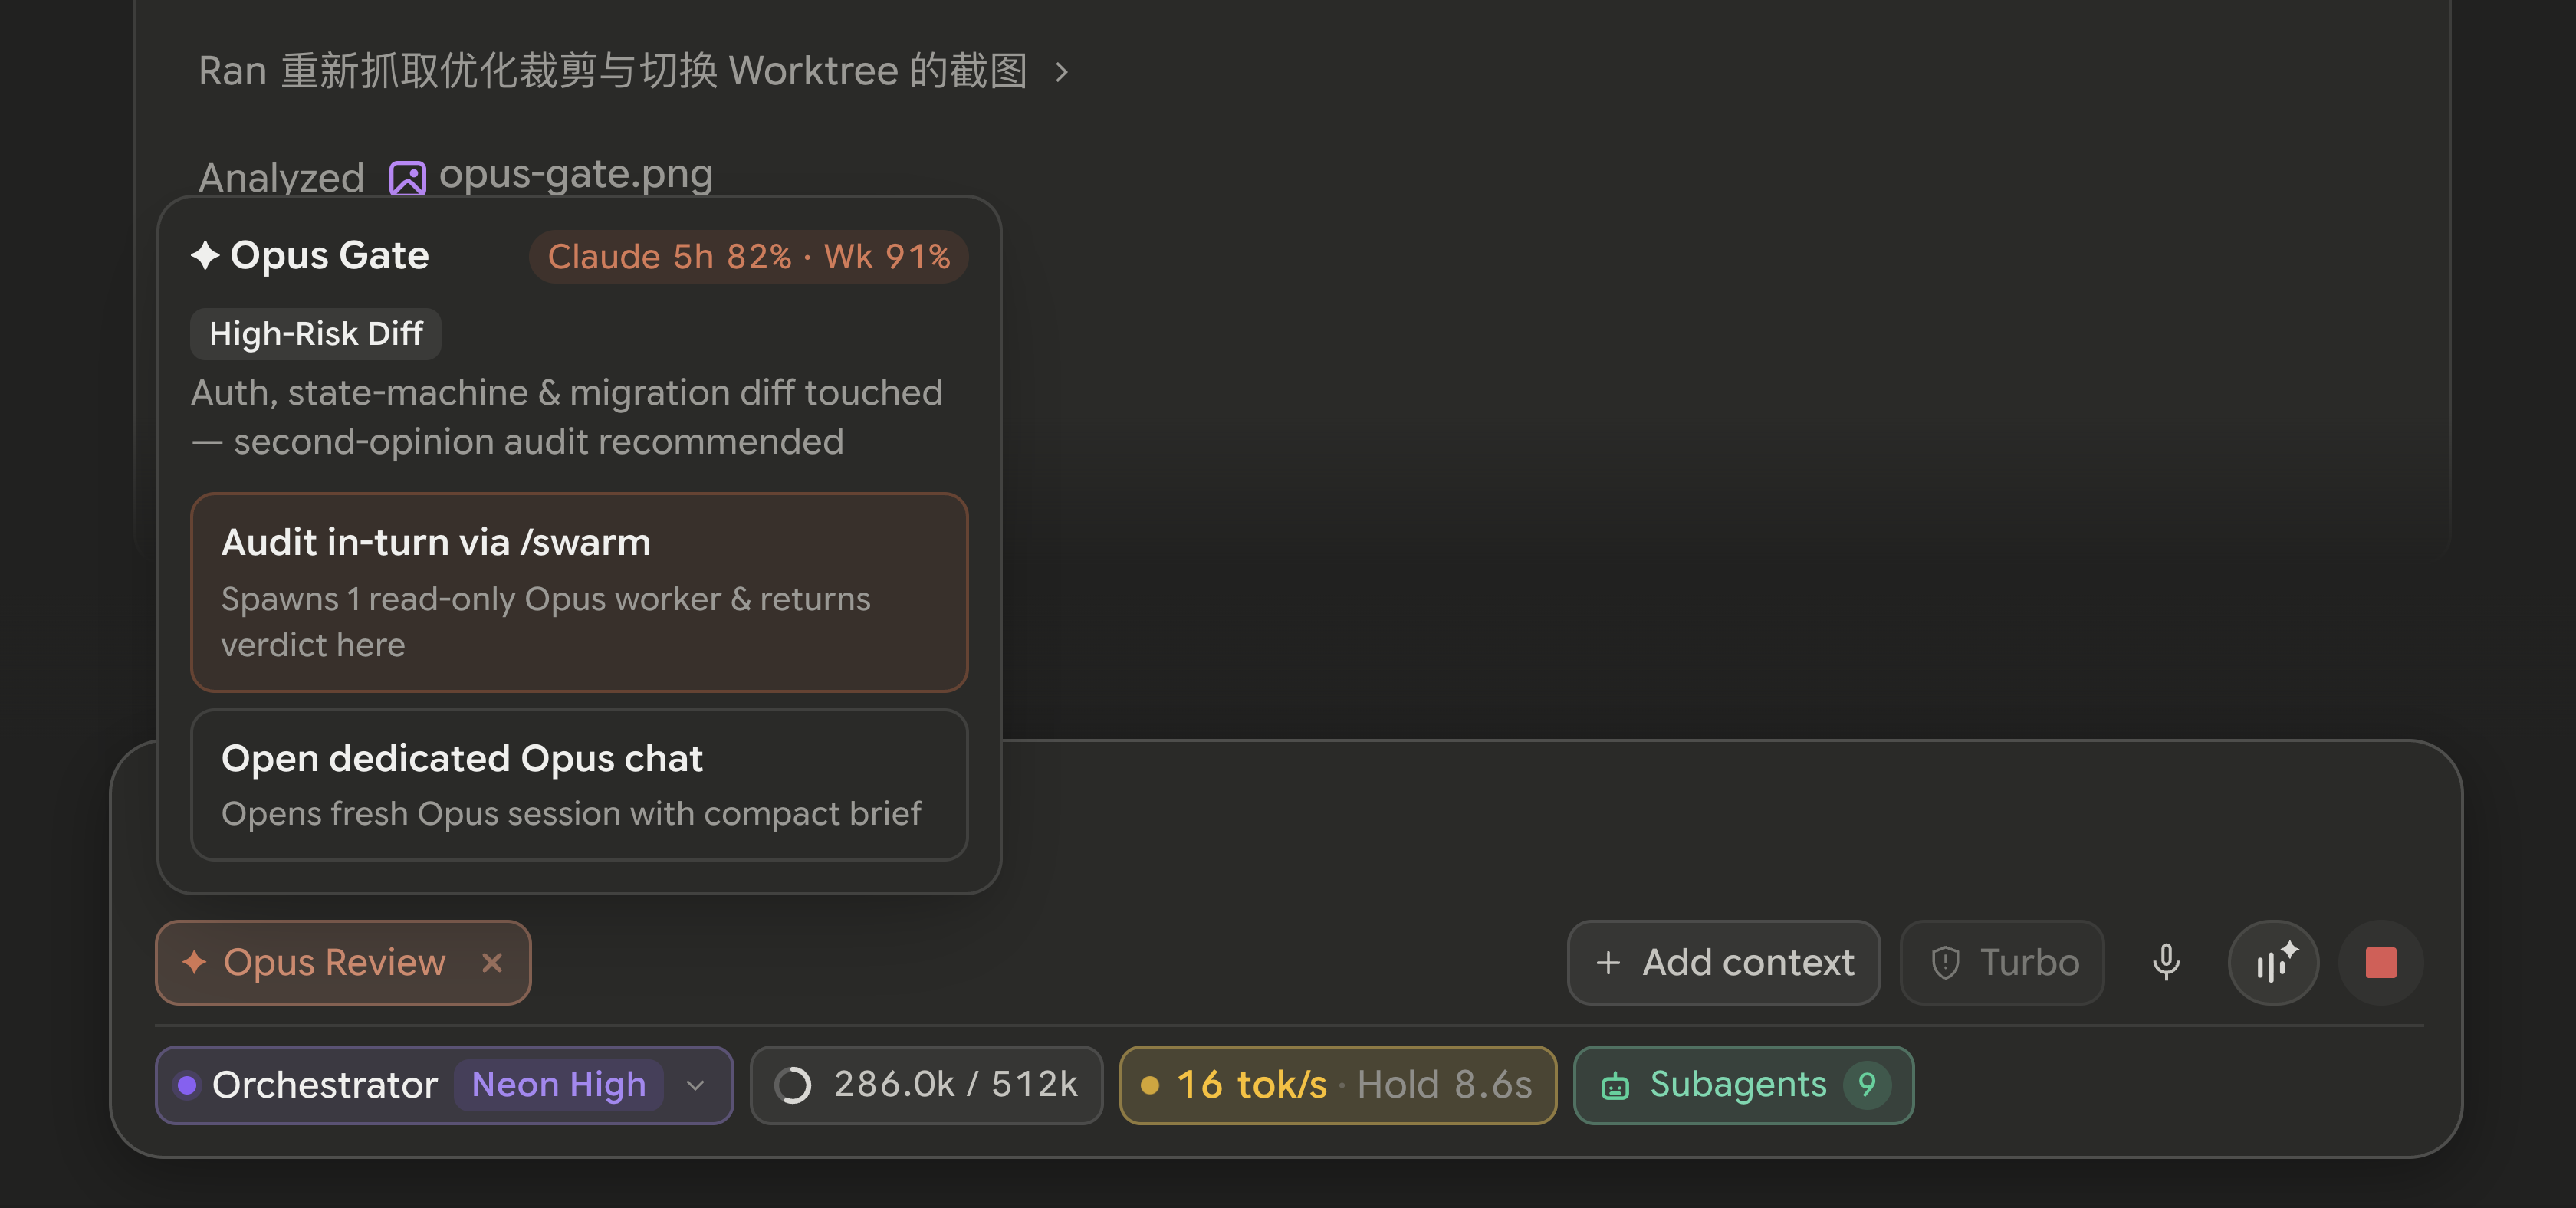 Ran 重新抓取优化裁剪与切换 Worktree 的截图
Analyzed opus-gate.png
Opus Gate
Claude 5h 82% · Wk 91%
High-Risk Diff
Auth, state-machine & migration diff touched
— second-opinion audit recommended
Audit in-turn via /swarm
Spawns 1 read-only Opus worker & returns
verdict here
Open dedicated Opus chat
Opens fresh Opus session with compact brief
Opus Review
Add context
Turbo
Orchestrator Neon High
286.0k / 512k
16 tok/s · Hold 8.6s
Subagents 9